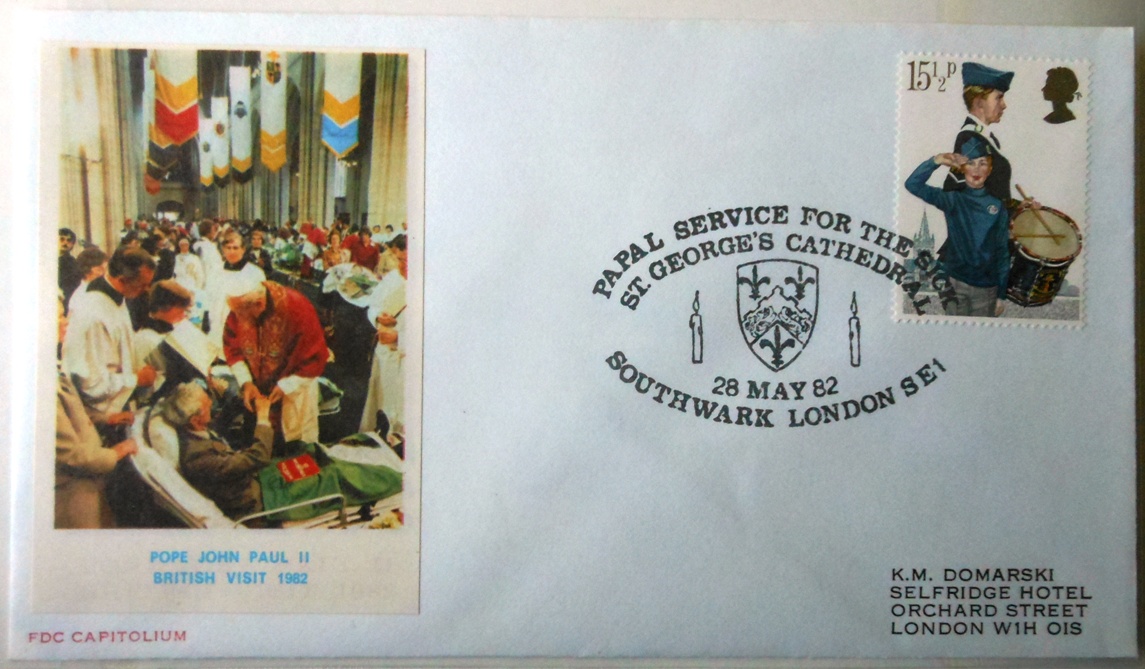 15½p
PAPAL SERVICE FOR THE SICK
ST. GEORGE'S CATHEDRAL
28 MAY 82
SOUTHWARK LONDON SE1
POPE JOHN PAUL II
BRITISH VISIT 1982
FDC CAPITOLIUM
K.M. DOMARSKI
SELFRIDGE HOTEL
ORCHARD STREET
LONDON W1H OIS